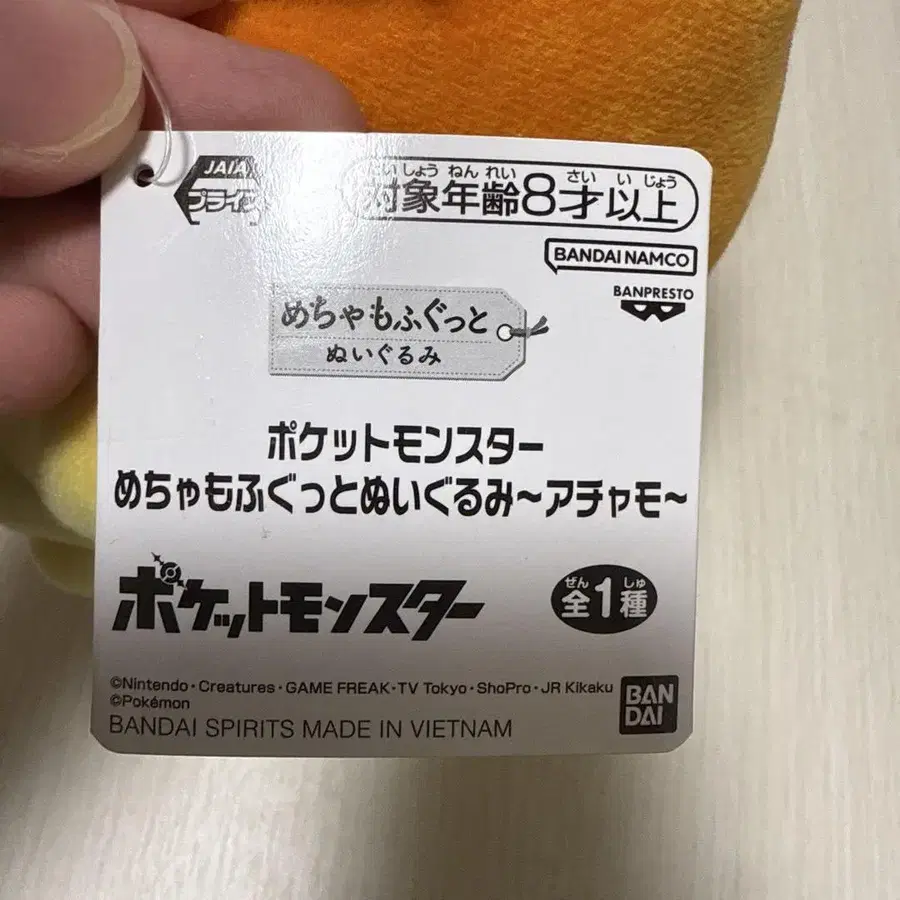 JAIA
プライズ
たいしょうねんれい さいいじょう
対象年齢8才以上
BANDAI NAMCO
BANPRESTO
めちゃもふぐっと
ぬいぐるみ
ポケットモンスター
めちゃもふぐっとぬいぐるみ~アチャモ~
ポケットモンスター
ぜん しゅ
全1種
©Nintendo・Creatures・GAME FREAK・TV Tokyo・ShoPro・JR Kikaku
©Pokémon
BANDAI SPIRITS MADE IN VIETNAM
BAN
DAI